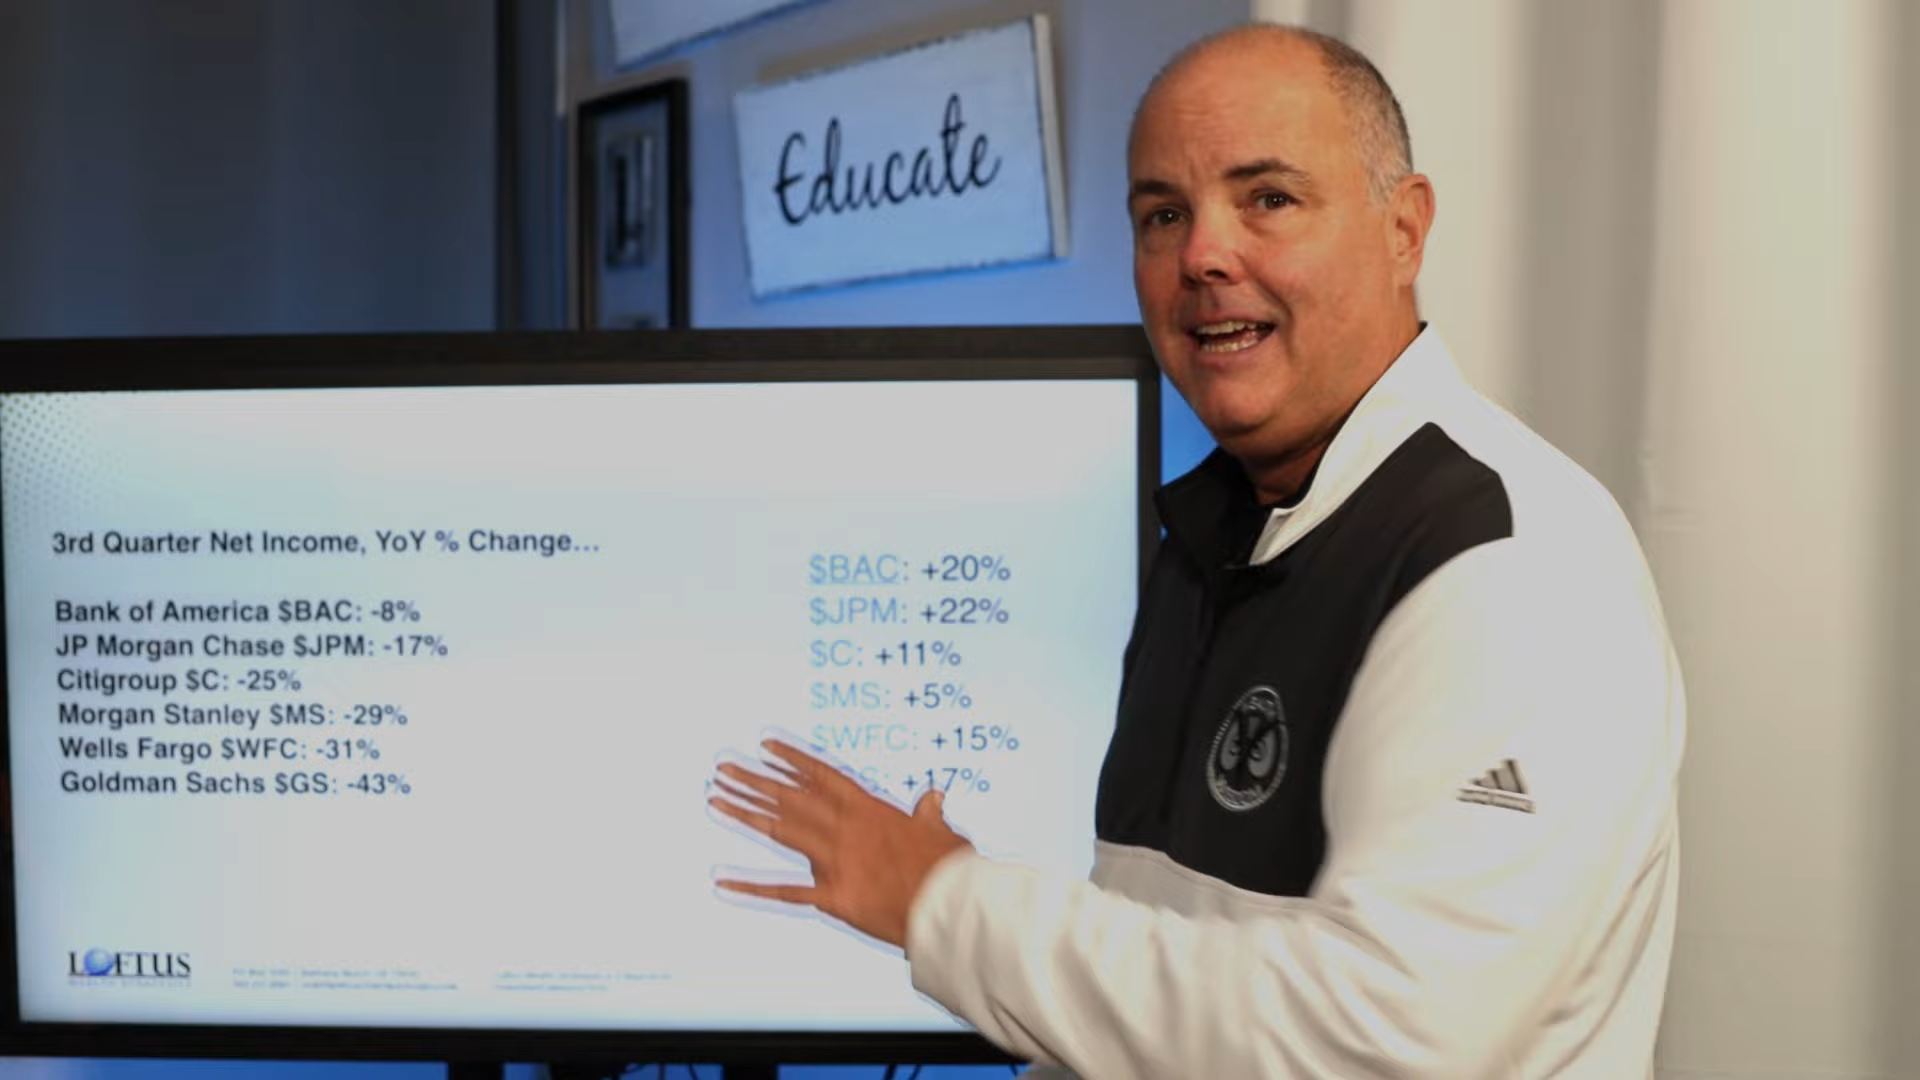 Educate
3rd Quarter Net Income, YoY % Change...
Bank of America $BAC: -8%
JP Morgan Chase $JPM: -17%
Citigroup $C: -25%
Morgan Stanley $MS: -29%
Wells Fargo $WFC: -31%
Goldman Sachs $GS: -43%
$BAC: +20%
$JPM: +22%
$C: +11%
$MS: +5%
$WFC: +15%
+17%
LOFTUS
WEALTH STRATEGIES